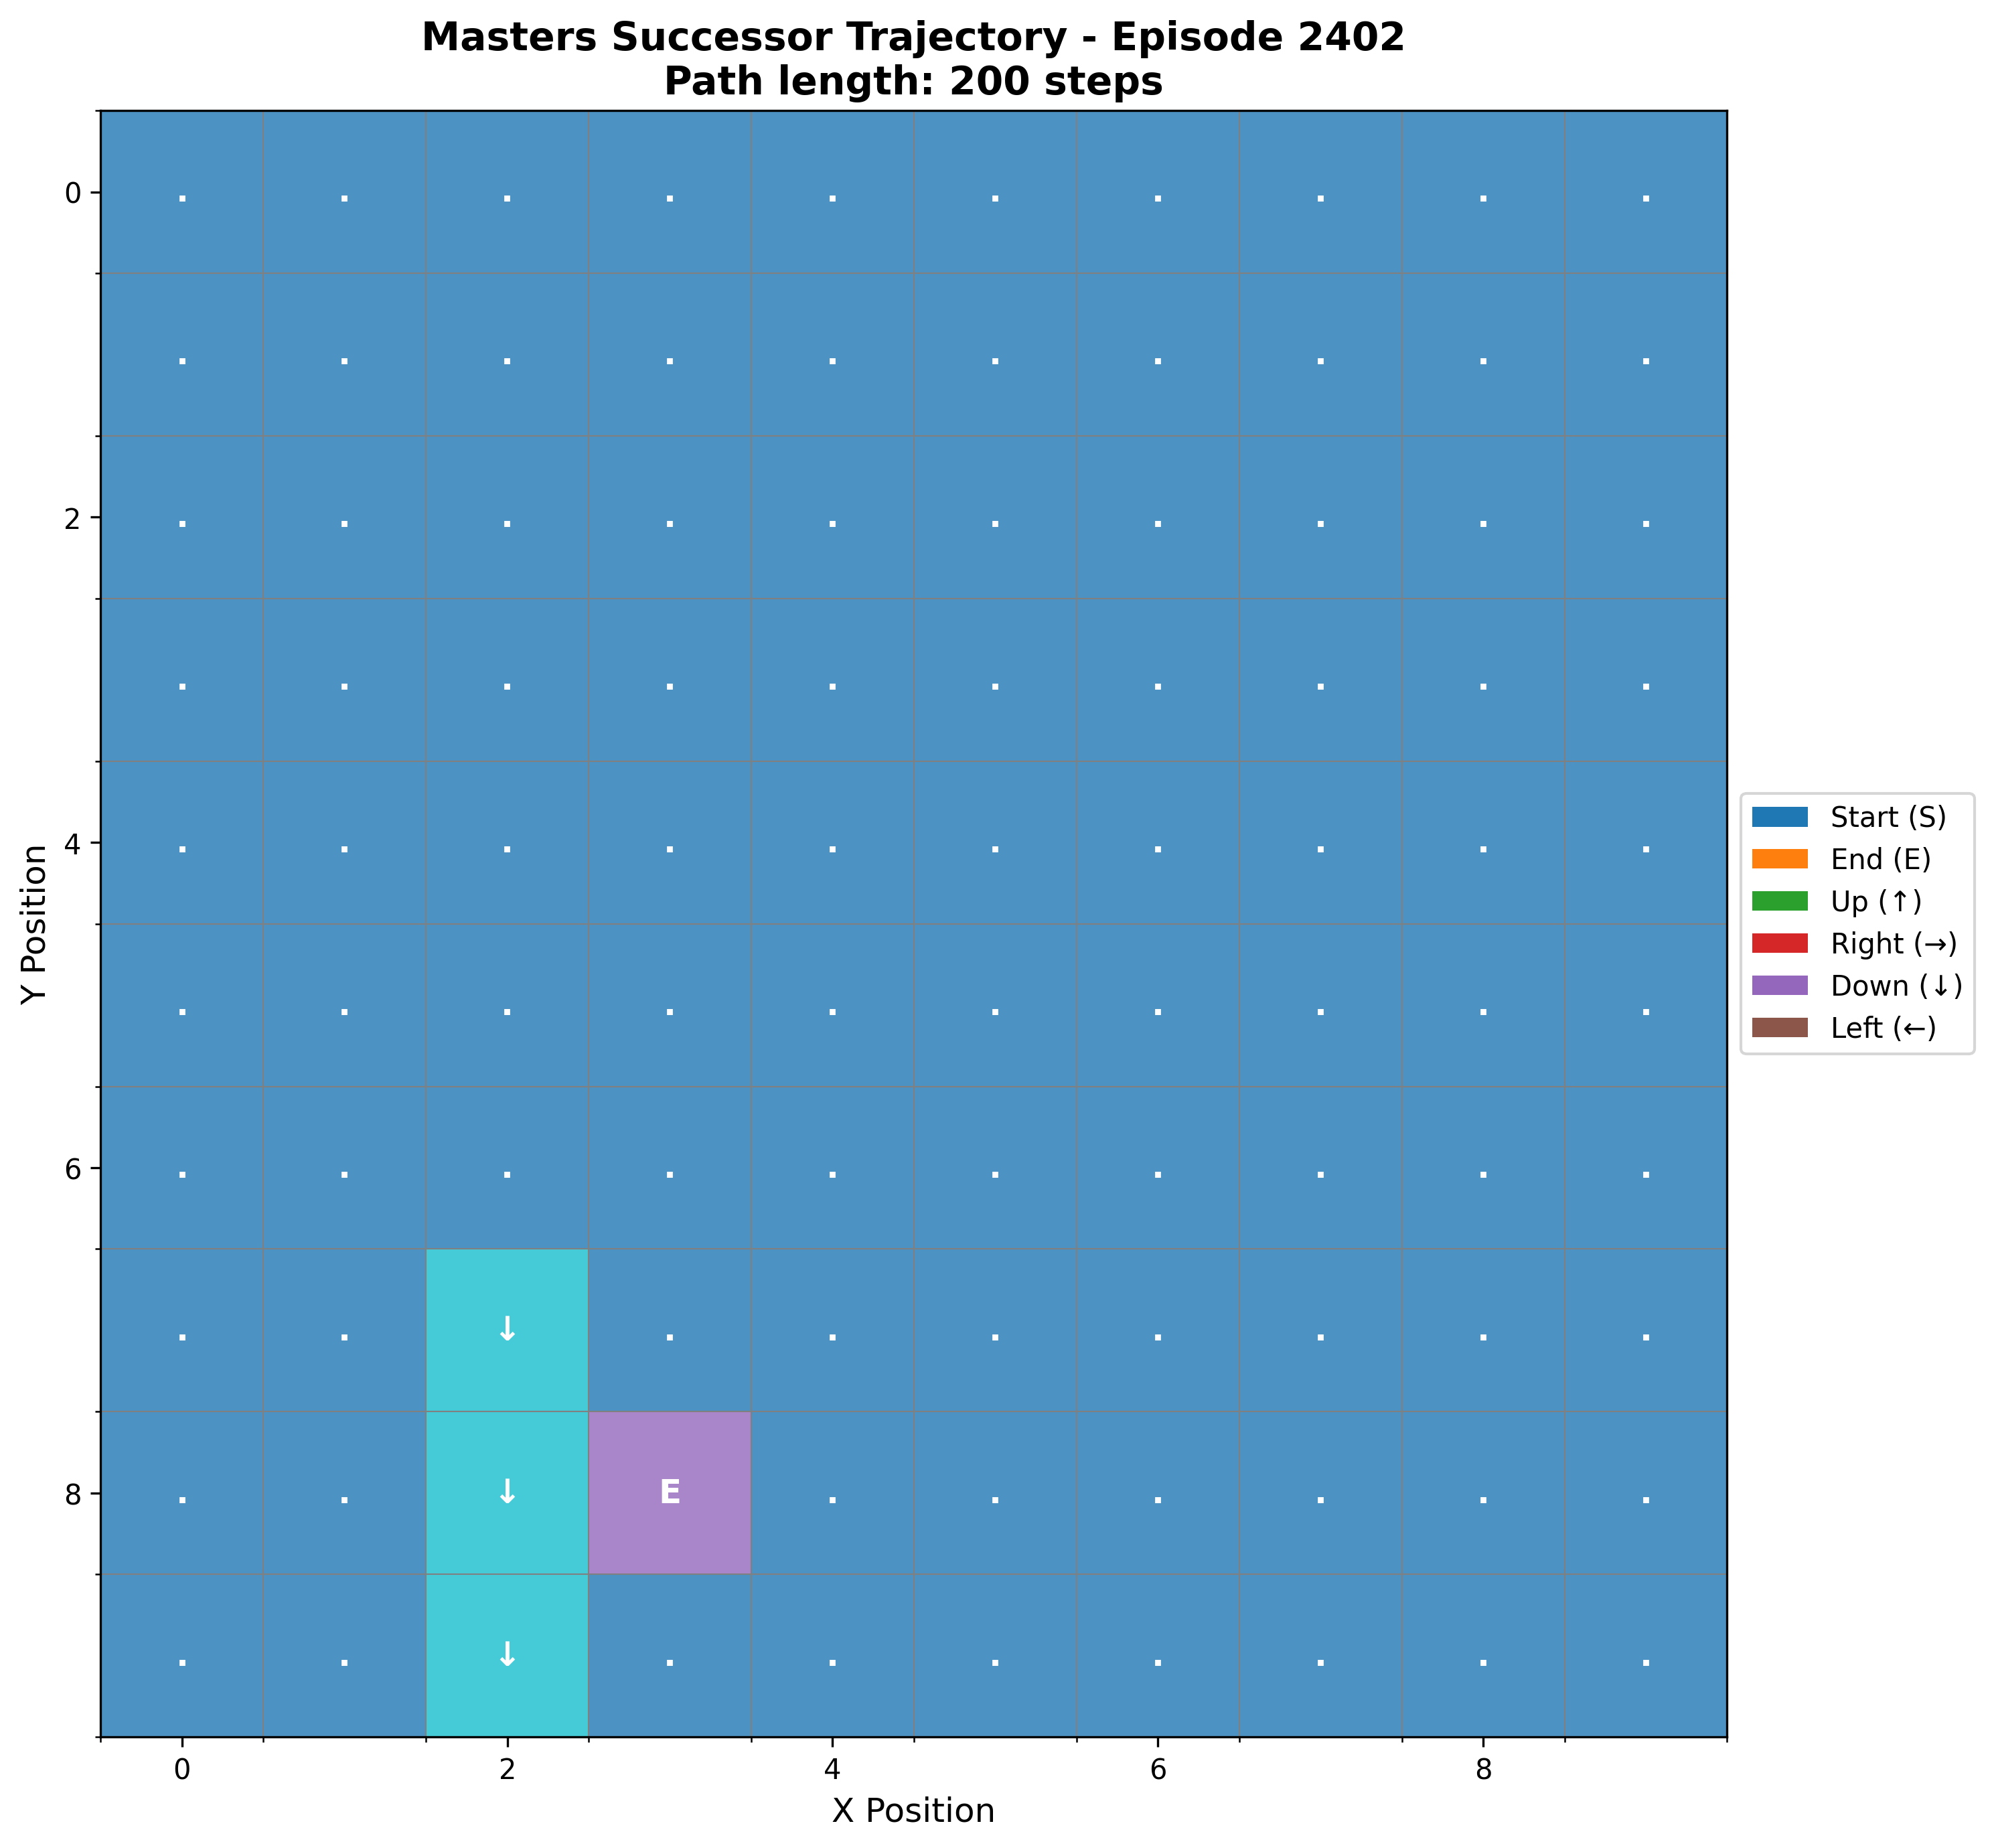 Masters Successor Trajectory - Episode 2402
Path length: 200 steps
0
. . . . . . . . . .
. . . . . . . . . .
2
. . . . . . . . . .
. . . . . . . . . .
4
. . . . . . . . . .
. . . . . . . . . .
6
. . . . . . . . . .
. . ↓ . . . . . . .
8
. . ↓ E . . . . . .
. . ↓ . . . . . . .
0 2 4 6 8
X Position
Y Position
Start (S)
End (E)
Up (↑)
Right (→)
Down (↓)
Left (←)